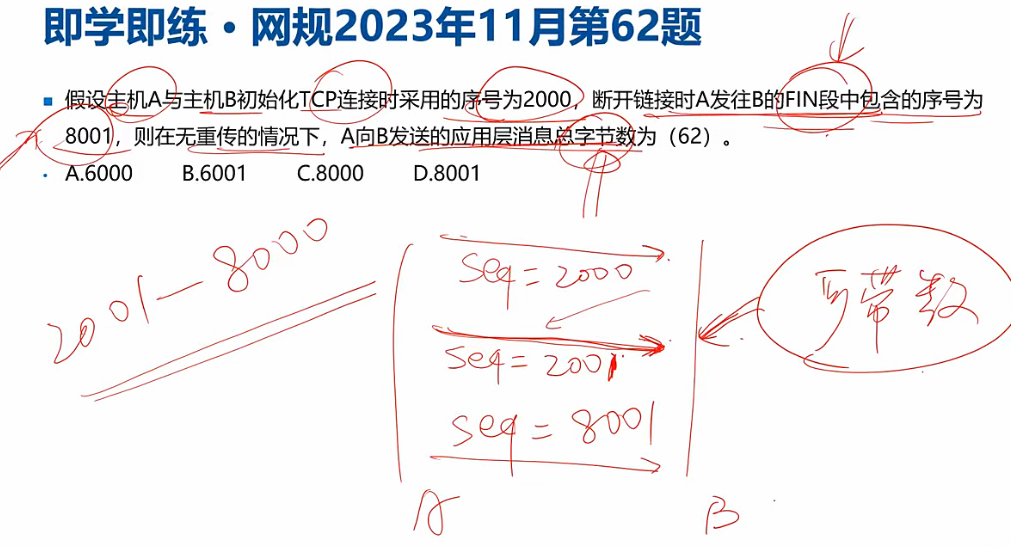 即学即练•网规2023年11月第62题
▪ 假设主机A与主机B初始化TCP连接时采用的序号为2000，断开链接时A发往B的FIN段中包含的序号为
8001，则在无重传的情况下，A向B发送的应用层消息总字节数为（62）。
• A.6000 B.6001 C.8000 D.8001
2001—8000
seq=2000
seq=2001
seq=8001
可带数
A B